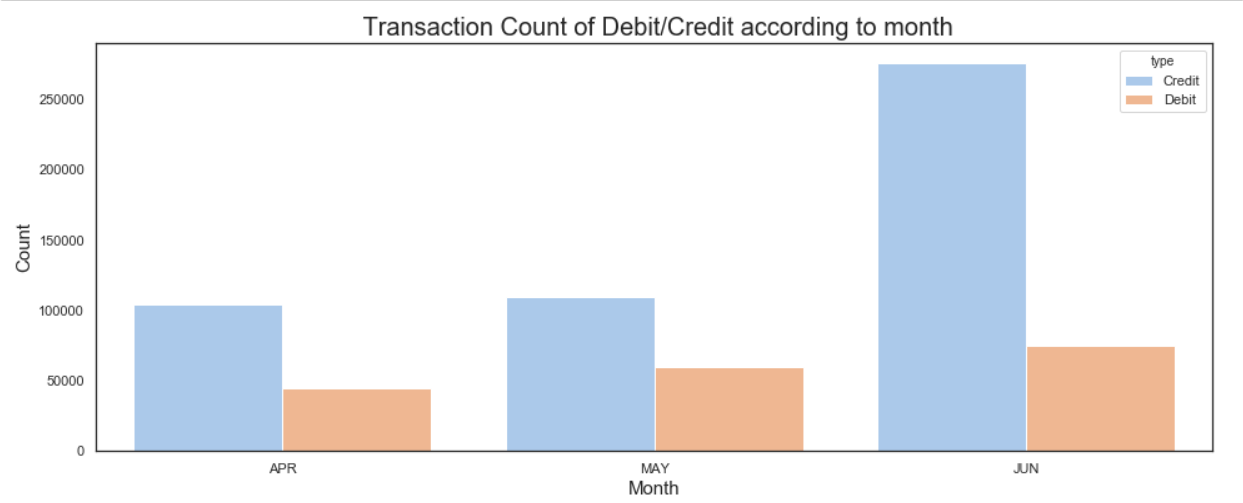 Transaction Count of Debit/Credit according to month
type
Credit
Debit
250000
200000
150000
100000
50000
0
Count
APR MAY JUN
Month